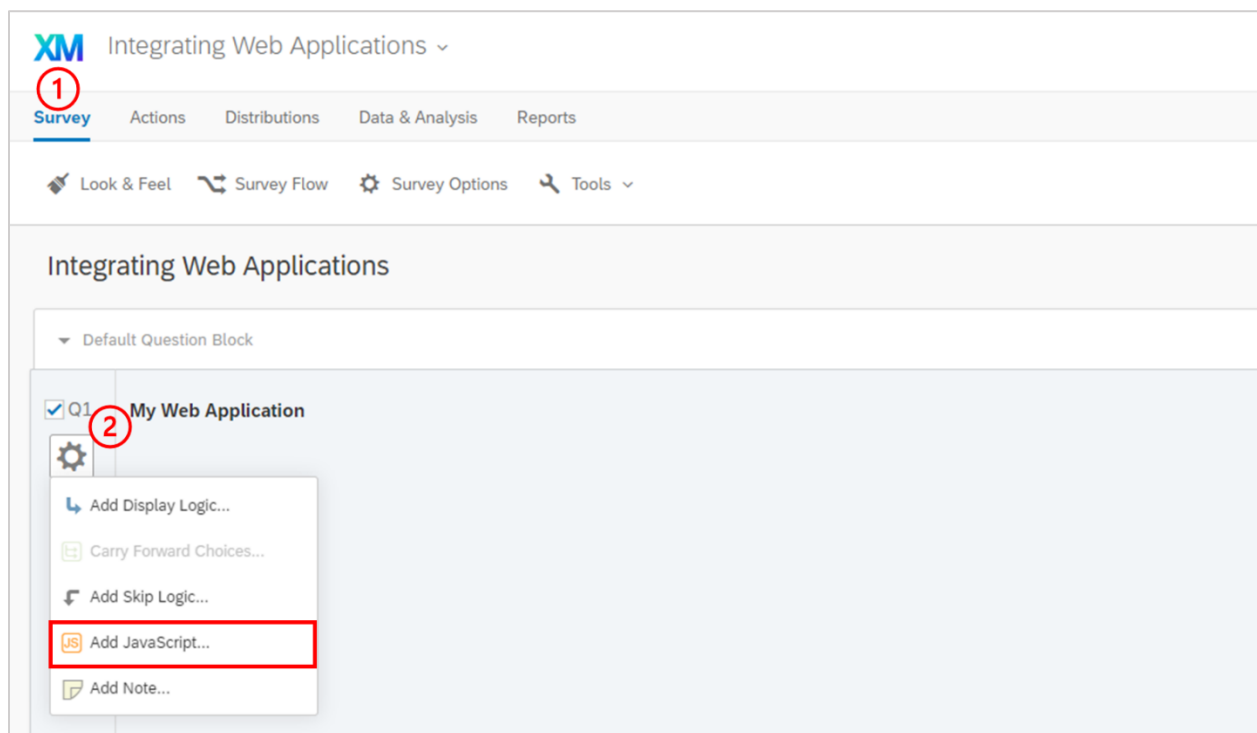 XM Integrating Web Applications
1
Survey Actions Distributions Data & Analysis Reports
Look & Feel Survey Flow Survey Options Tools
Integrating Web Applications
Default Question Block
Q1 My Web Application
2
Add Display Logic...
Carry Forward Choices...
Add Skip Logic...
JS Add JavaScript...
Add Note...